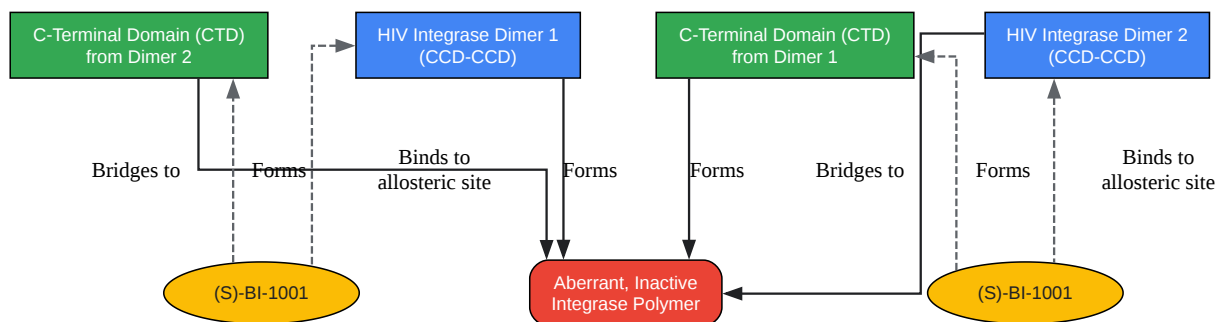 C-Terminal Domain (CTD)
from Dimer 2
HIV Integrase Dimer 1
(CCD-CCD)
C-Terminal Domain (CTD)
from Dimer 1
HIV Integrase Dimer 2
(CCD-CCD)
Bridges to
Forms
Binds to
allosteric site
Forms
Forms
Bridges to
Forms
Binds to
allosteric site
(S)-BI-1001
Aberrant, Inactive
Integrase Polymer
(S)-BI-1001